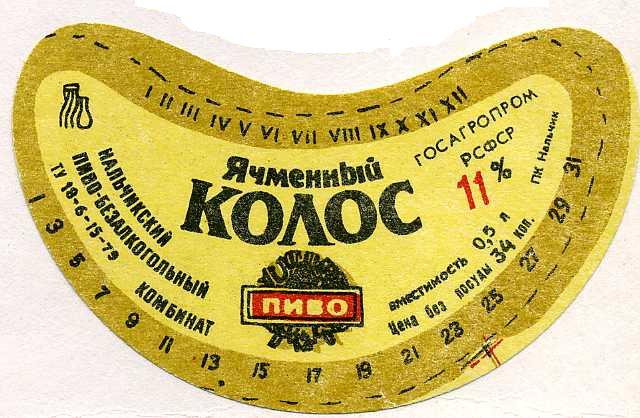 I II III IV V VI VII VIII IX X XI XII
НАЛЬЧИКСКИЙ
ПИВО-БЕЗАЛКОГОЛЬНЫЙ
КОМБИНАТ
ТУ 18-6-15-79
Ячменный
КОЛОС
ПИВО
ГОСАГРОПРОМ
РСФСР
11%
ПК Нальчик
вместимость 0,5 л
Цена без посуды 34 коп.
1 3 5 7 9 11 13 15 17 19 21 23 25 27 29 31